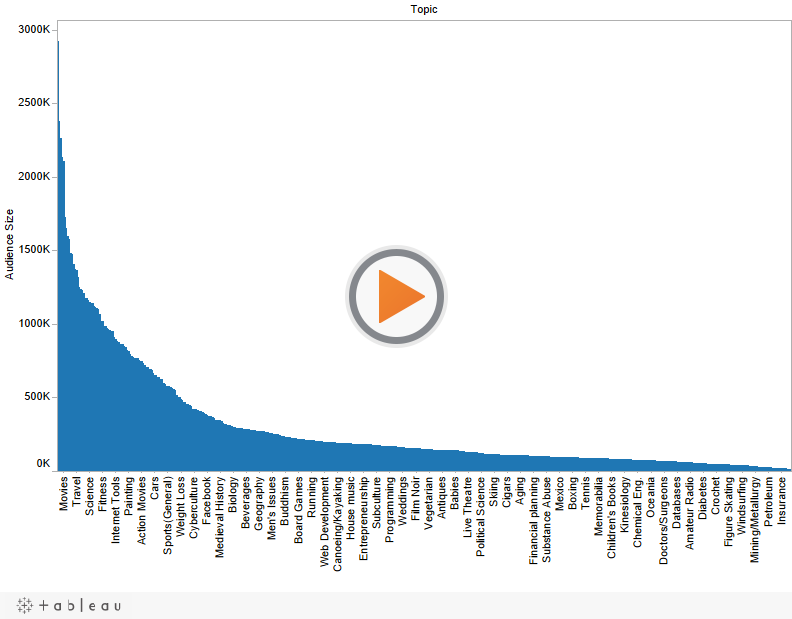 Topic
3000K
2500K
2000K
1500K
1000K
500K
0K
Audience Size
Movies
Travel
Science
Fitness
Internet Tools
Painting
Action Movies
Cars
Sports(General)
Weight Loss
Cyberculture
Facebook
Medieval History
Biology
Beverages
Geography
Men's Issues
Buddhism
Board Games
Running
Web Development
Canoeing/Kayaking
House music
Entrepreneurship
Subculture
Programming
Weddings
Film Noir
Vegetarian
Antiques
Babies
Live Theatre
Political Science
Skiing
Cigars
Aging
Financial planning
Substance Abuse
Mexico
Boxing
Tennis
Memorabilia
Children's Books
Kinesiology
Chemical Eng.
Oceania
Doctors/Surgeons
Databases
Amateur Radio
Diabetes
Crochet
Figure Skating
Windsurfing
Mining/Metallurgy
Petroleum
Insurance
+ a b l e a u